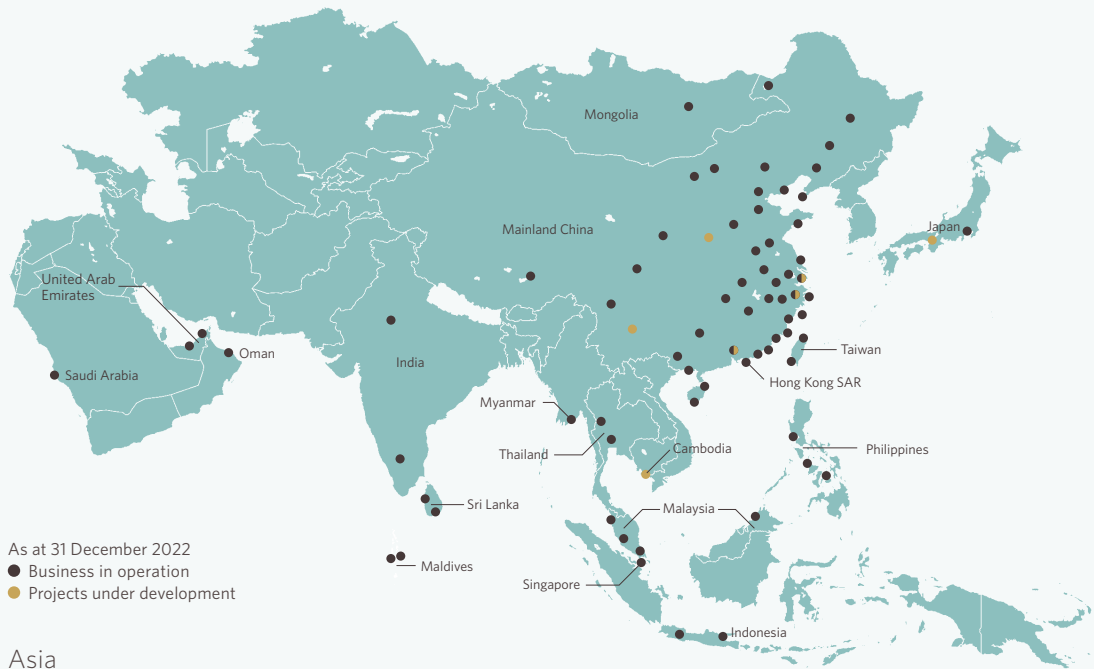 Mongolia
Mainland China
Japan
United Arab
Emirates
Oman
India
Saudi Arabia
Taiwan
Hong Kong SAR
Myanmar
Thailand
Cambodia
Philippines
Sri Lanka
Malaysia
Maldives
Singapore
Indonesia
As at 31 December 2022
Business in operation
Projects under development
Asia